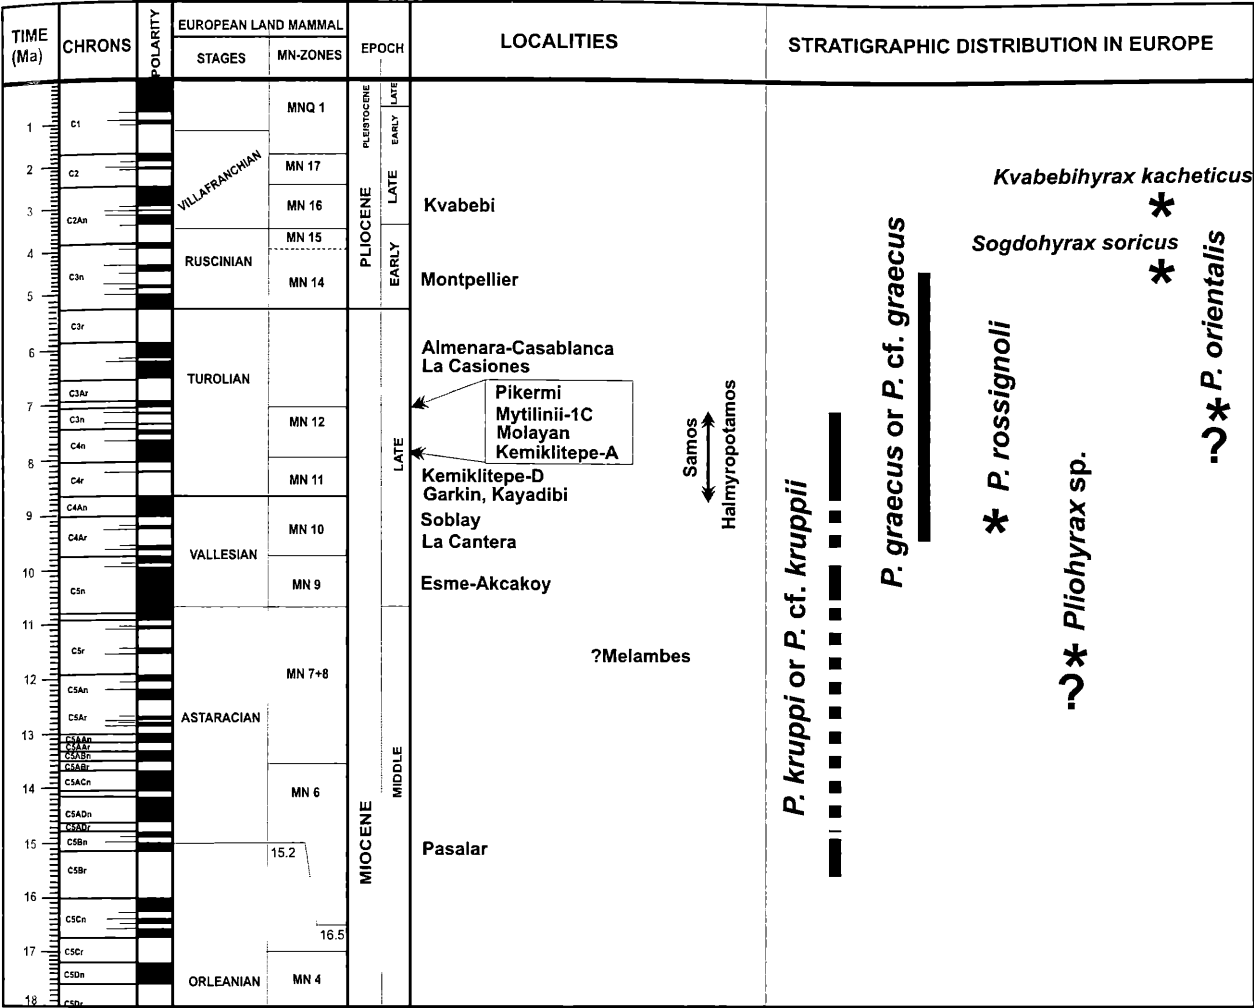 TIME
(Ma)
CHRONS
POLARITY
EUROPEAN LAND MAMMAL
STAGES
MN-ZONES
EPOCH
LOCALITIES
STRATIGRAPHIC DISTRIBUTION IN EUROPE
1
2
3
4
5
6
7
8
9
10
11
12
13
14
15
16
17
18
C1
C2
C2An
C3n
C3r
C3Ar
C3n
C4n
C4r
C4An
C4Ar
C5n
C5r
C5An
C5Ar
C5AAn
C5AAr
C5ABn
C5ABr
C5ACn
C5ADn
C5ADr
C5Bn
C5Br
C5Cn
C5Cr
C5Dn
C5Dr
VILLAFRANCHIAN
RUSCINIAN
TUROLIAN
VALLESIAN
ASTARACIAN
ORLEANIAN
MNQ 1
MN 17
MN 16
MN 15
MN 14
MN 12
MN 11
MN 10
MN 9
MN 7+8
MN 6
15.2
16.5
MN 4
PLEISTOCENE
PLIOCENE
MIOCENE
LATE
EARLY
LATE
EARLY
LATE
MIDDLE
Kvabebi
Montpellier
Almenara-Casablanca
La Casiones
Pikermi
Mytilinii-1C
Molayan
Kemiklitepe-A
Kemiklitepe-D
Garkin, Kayadibi
Soblay
La Cantera
Esme-Akcakoy
?Melambes
Pasalar
Samos
Halmyropotamos
P. kruppi or P. cf. kruppii
P. graecus or P. cf. graecus
* P. rossignoli
?* Pliohyrax sp.
Kvabebihyrax kacheticus
*
Sogdohyrax soricus
*
?* P. orientalis